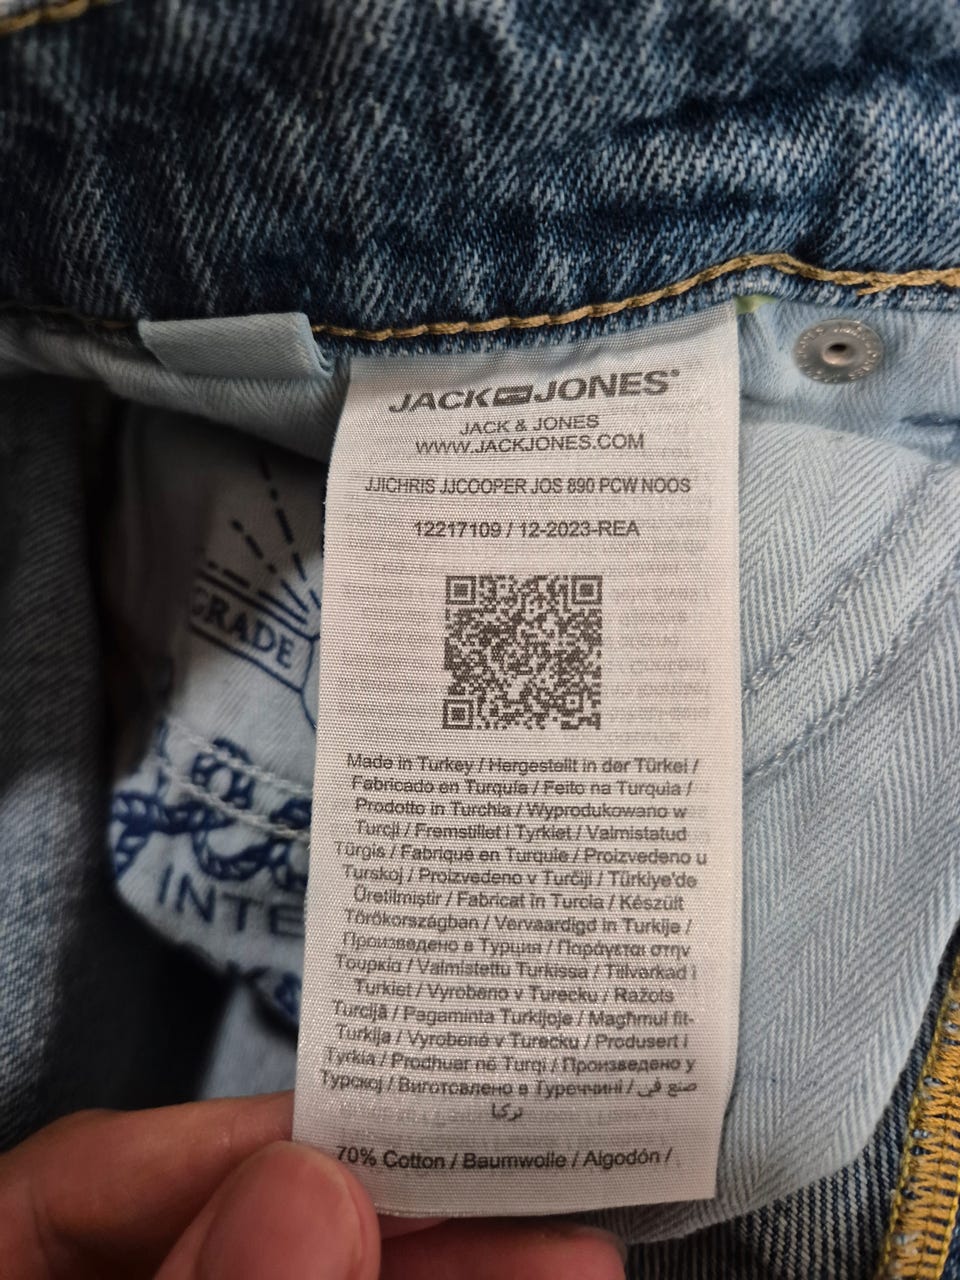 JACK JONES®
JACK & JONES
WWW.JACKJONES.COM
JJICHRIS JJCOOPER JOS 890 PCW NOOS
12217109 / 12-2023-REA
Made in Turkey / Hergestellt in der Türkei /
Fabricado en Turquía / Feito na Turquia /
Prodotto in Turchia / Wyprodukowano w
Turcji / Fremstillet i Tyrkiet / Valmistatud
Türgis / Fabriqué en Turquie / Proizvedeno u
Turskoj / Proizvedeno v Turčiji / Türkiye'de
Üretilmiştir / Fabricat în Turcia / Készült
Törökországban / Vervaardigd in Turkije /
Произведено в Турция / Παράγεται στην
Τουρκία / Valmistettu Turkissa / Tillverkad i
Turkiet / Vyrobeno v Turecku / Ražots
Turcijā / Pagaminta Turkijoje / Magħmul fit-
Turkija / Vyrobené v Turecku / Produsert i
Tyrkia / Prodhuar në Turqi / Произведено у
Турској / Виготовлено в Туреччині / صنع في
تركيا
70% Cotton / Baumwolle / Algodón /
GRADE
INTE